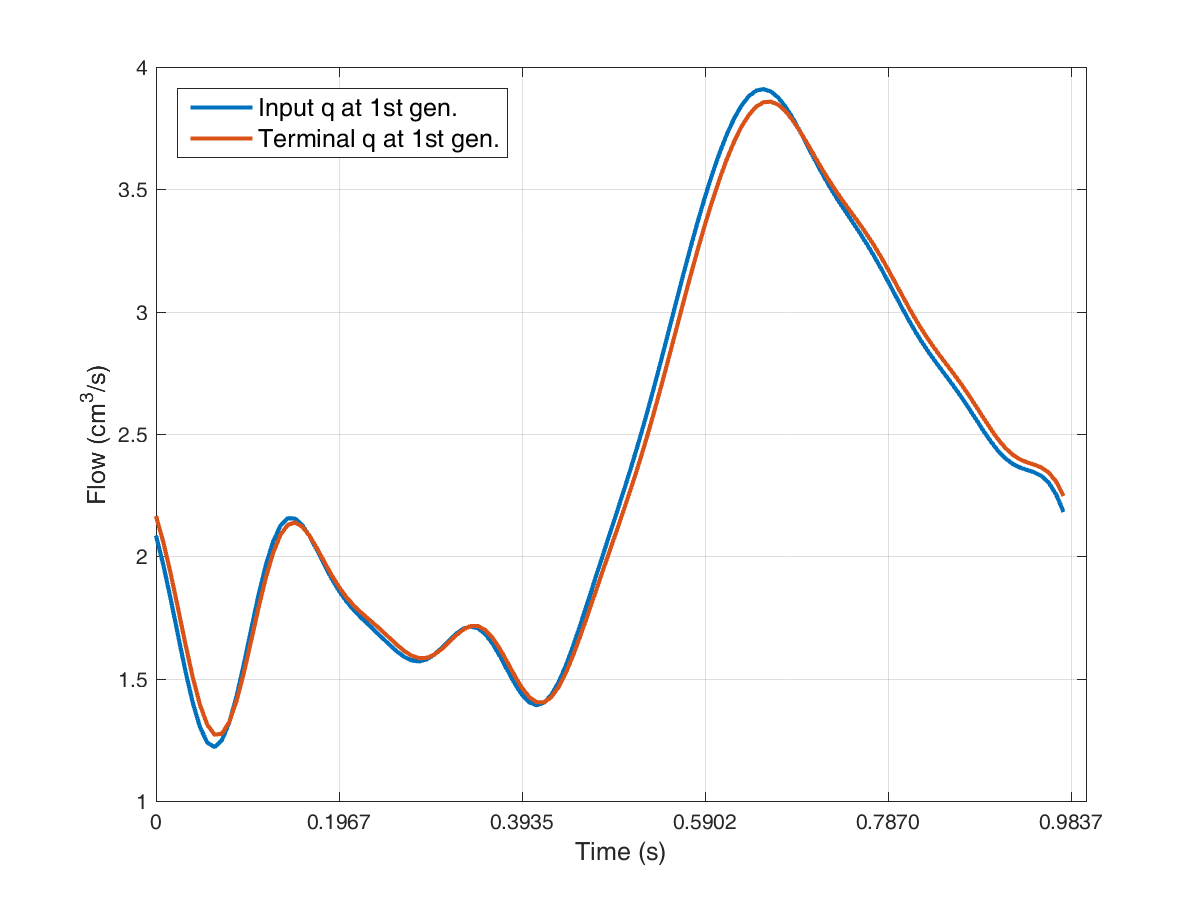 Input q at 1st gen.
Terminal q at 1st gen.
4
3.5
3
2.5
2
1.5
1
0 0.1967 0.3935 0.5902 0.7870 0.9837
Time (s)
Flow (cm³/s)